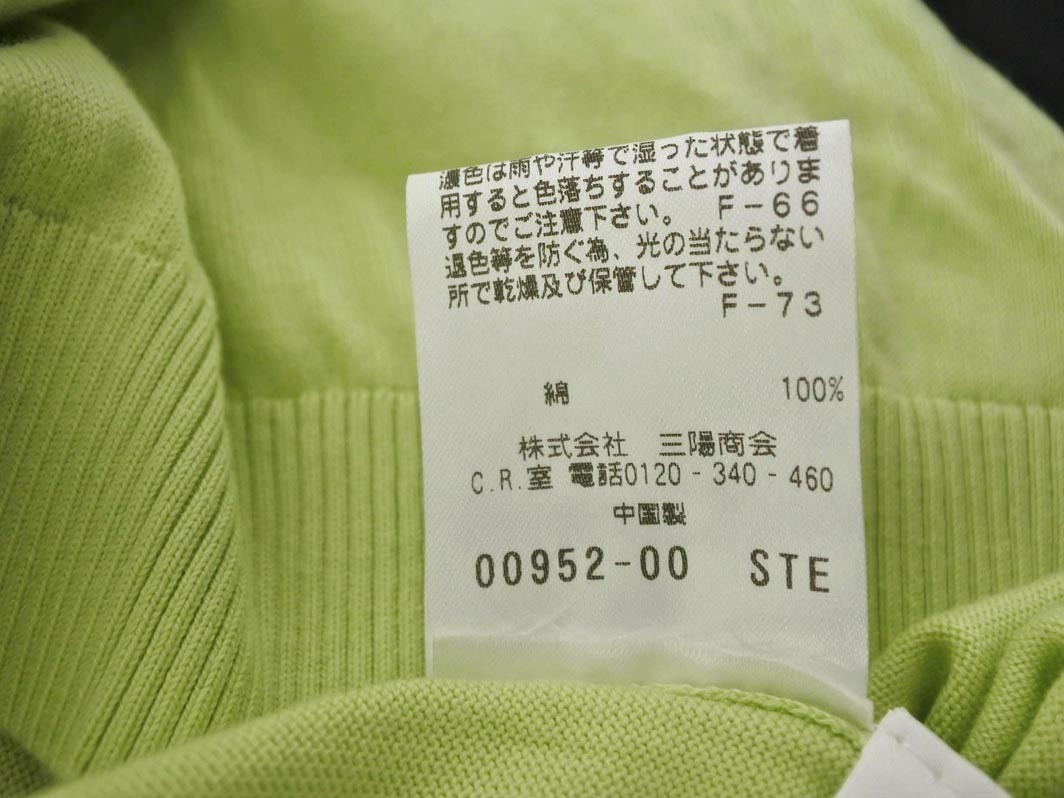 濃色は雨や汗等で湿った状態で着
用すると色落ちすることがありま
すのでご注意下さい。 F-66
退色等を防ぐ為、光の当たらない
所で乾燥及び保管して下さい。
F-73
綿 100%
株式会社 三陽商会
C.R.室 電話0120-340-460
中国製
00952-00 STE